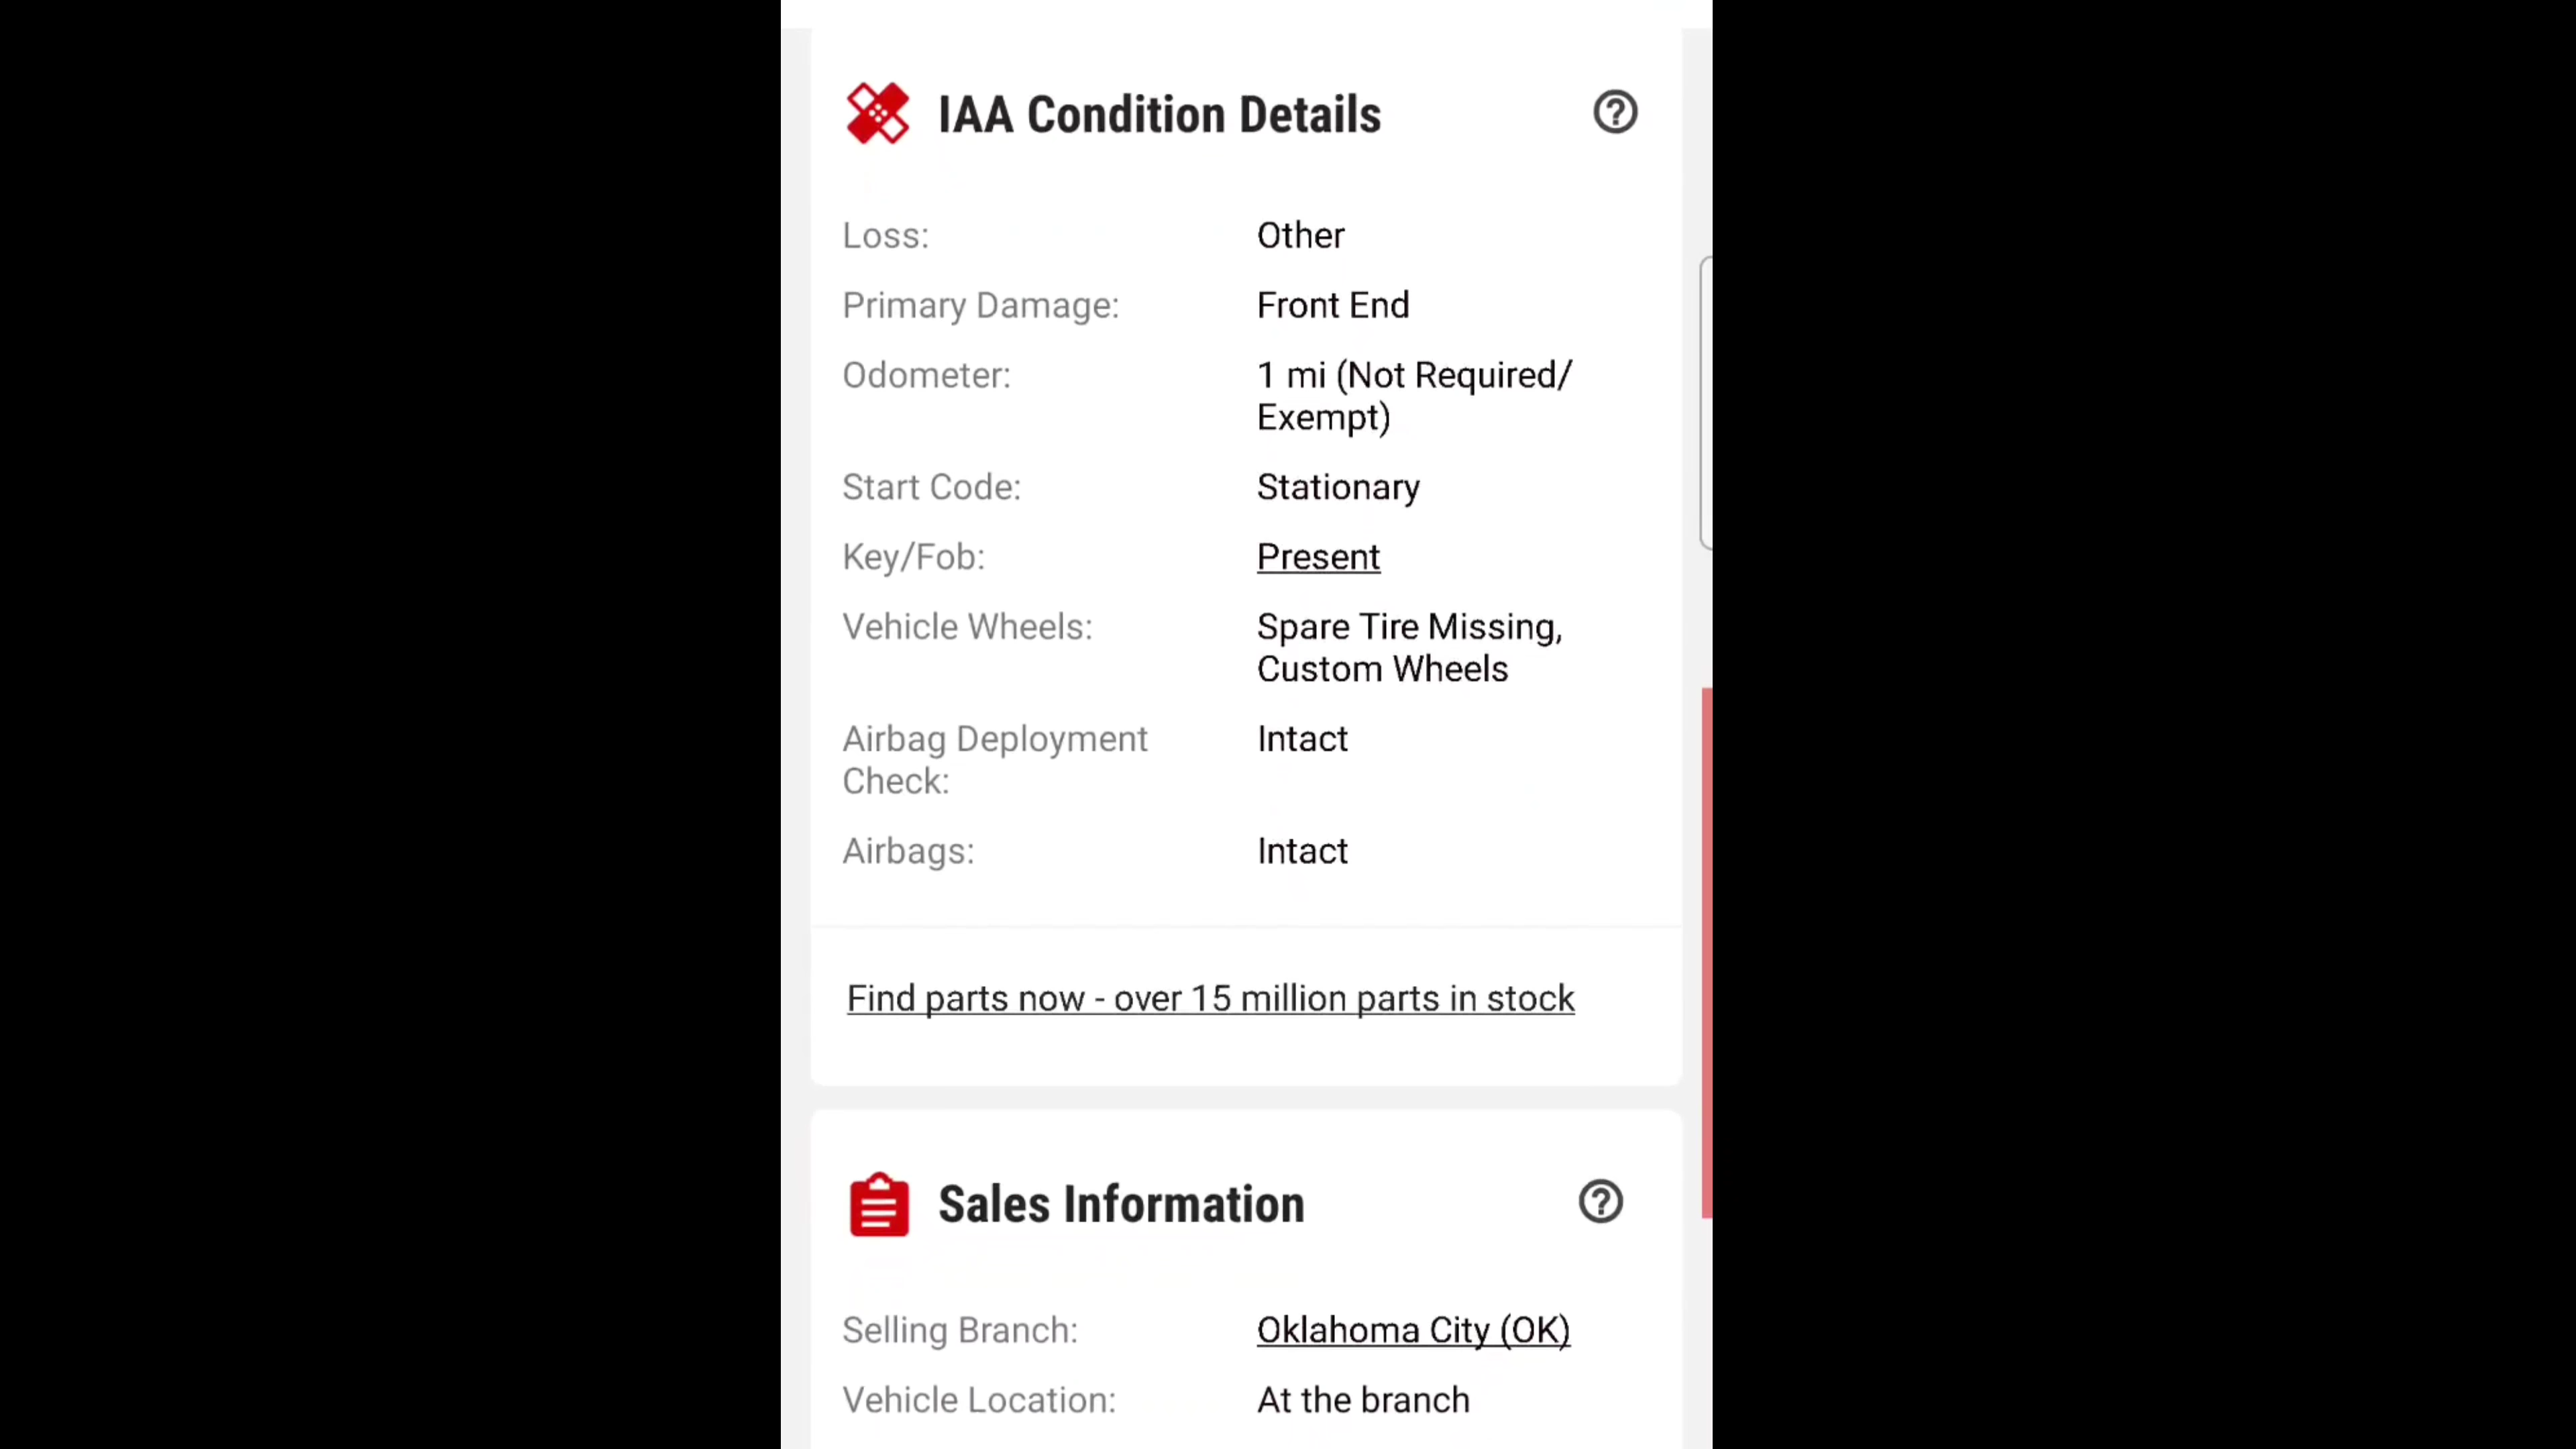 IAA Condition Details
Loss: Other
Primary Damage: Front End
Odometer: 1 mi (Not Required/
Exempt)
Start Code: Stationary
Key/Fob: Present
Vehicle Wheels: Spare Tire Missing,
Custom Wheels
Airbag Deployment Intact
Check:
Airbags: Intact
Find parts now - over 15 million parts in stock
Sales Information
Selling Branch: Oklahoma City (OK)
Vehicle Location: At the branch